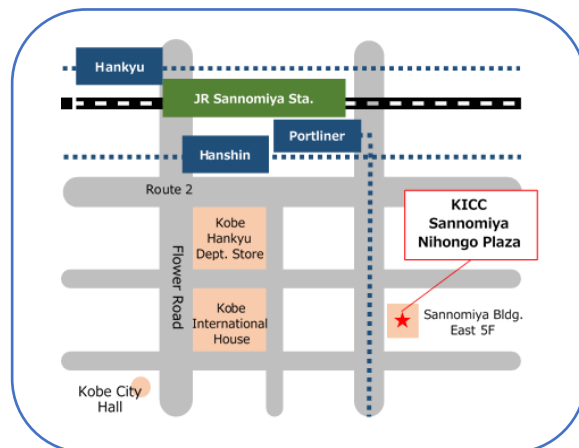 Hankyu
JR Sannomiya Sta.
Portliner
Hanshin
Route 2
KICC
Sannomiya
Nihongo Plaza
Kobe
Hankyu
Dept. Store
Flower Road
Kobe
International
House
Sannomiya Bldg.
East 5F
Kobe City
Hall